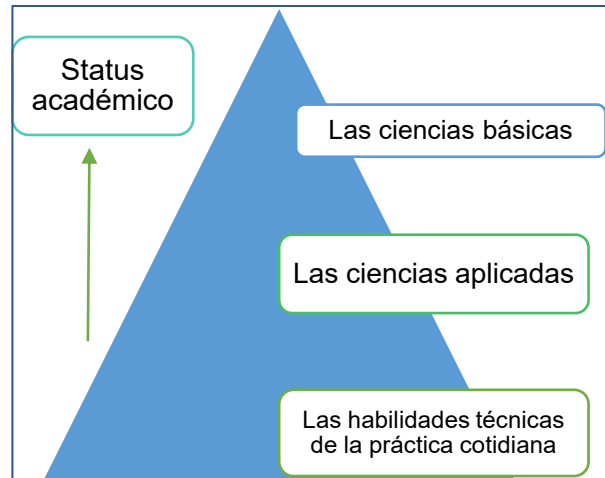 Status
académico
Las ciencias básicas
Las ciencias aplicadas
Las habilidades técnicas
de la práctica cotidiana